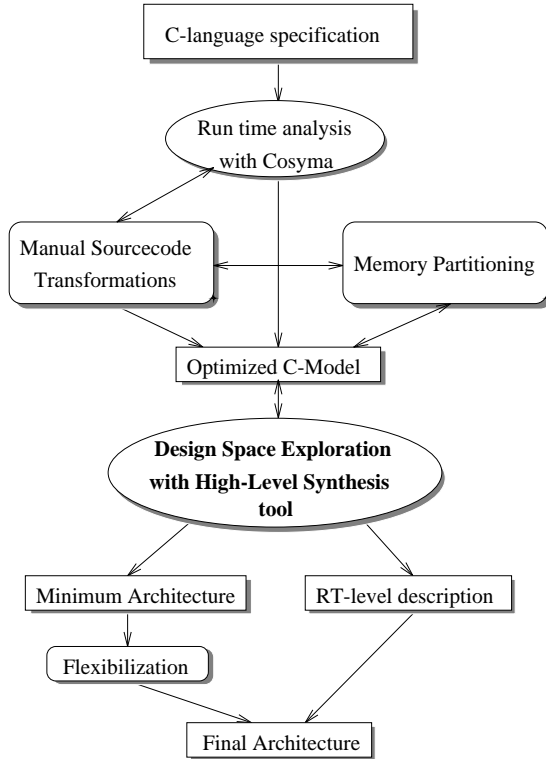 C-language specification
Run time analysis
with Cosyma
Manual Sourcecode
Transformations
Memory Partitioning
Optimized C-Model
Design Space Exploration
with High-Level Synthesis
tool
Minimum Architecture
RT-level description
Flexibilization
Final Architecture